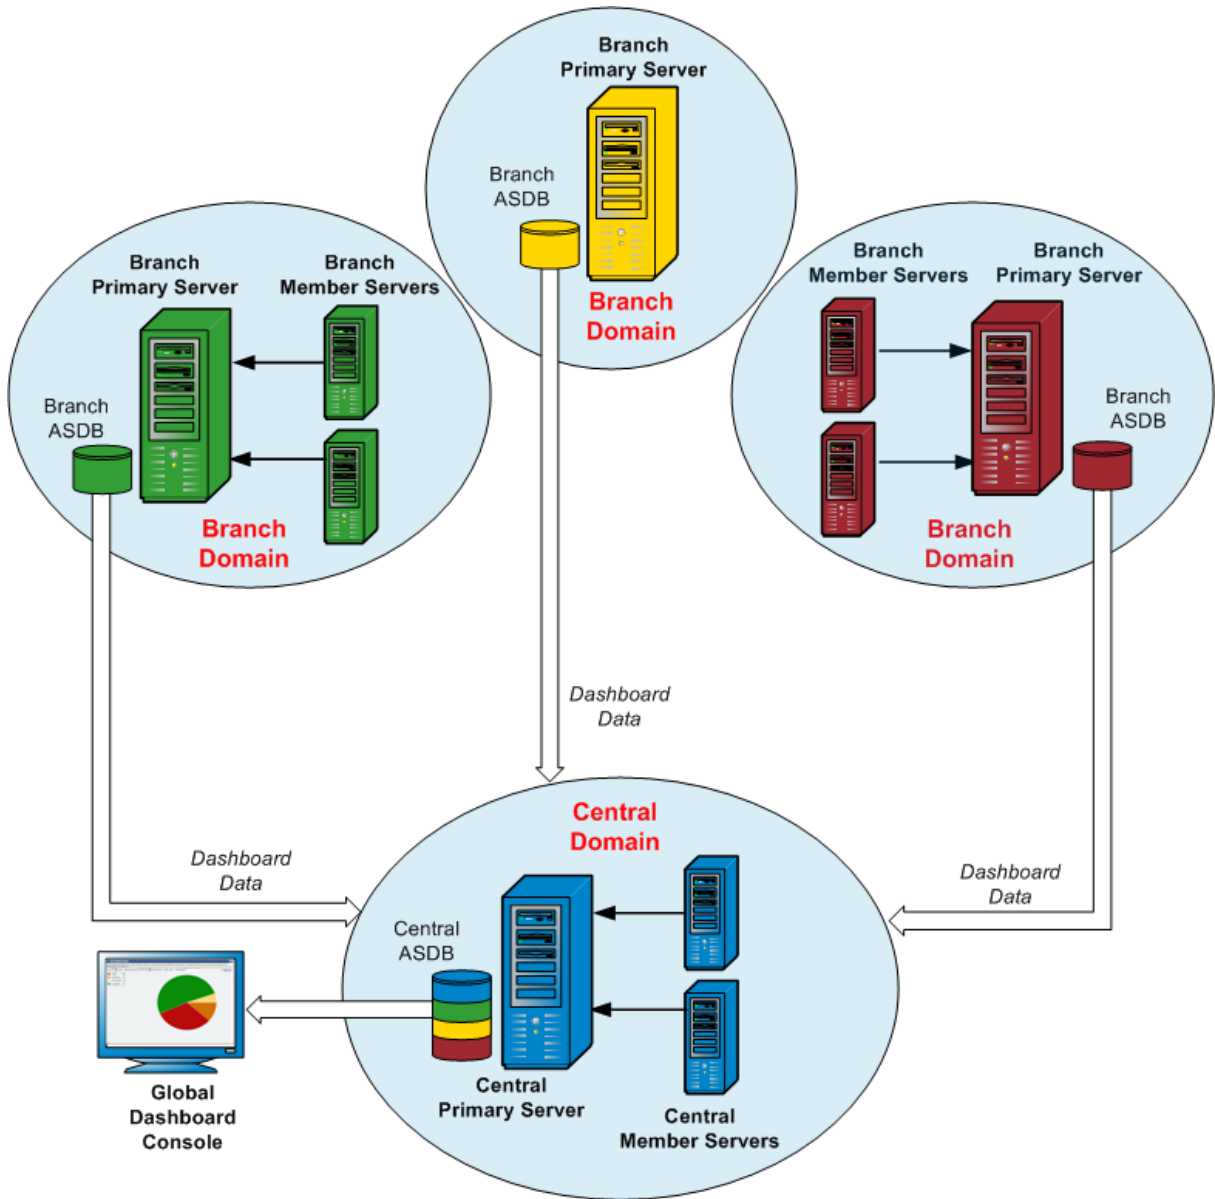 Branch
Primary Server
Branch
ASDB
Branch
Domain
Branch
Primary Server
Branch
Member Servers
Branch
ASDB
Branch
Domain
Branch
Member Servers
Branch
Primary Server
Branch
ASDB
Branch
Domain
Dashboard
Data
Dashboard
Data
Dashboard
Data
Central
Domain
Central
ASDB
Central
Primary Server
Central
Member Servers
Global
Dashboard
Console